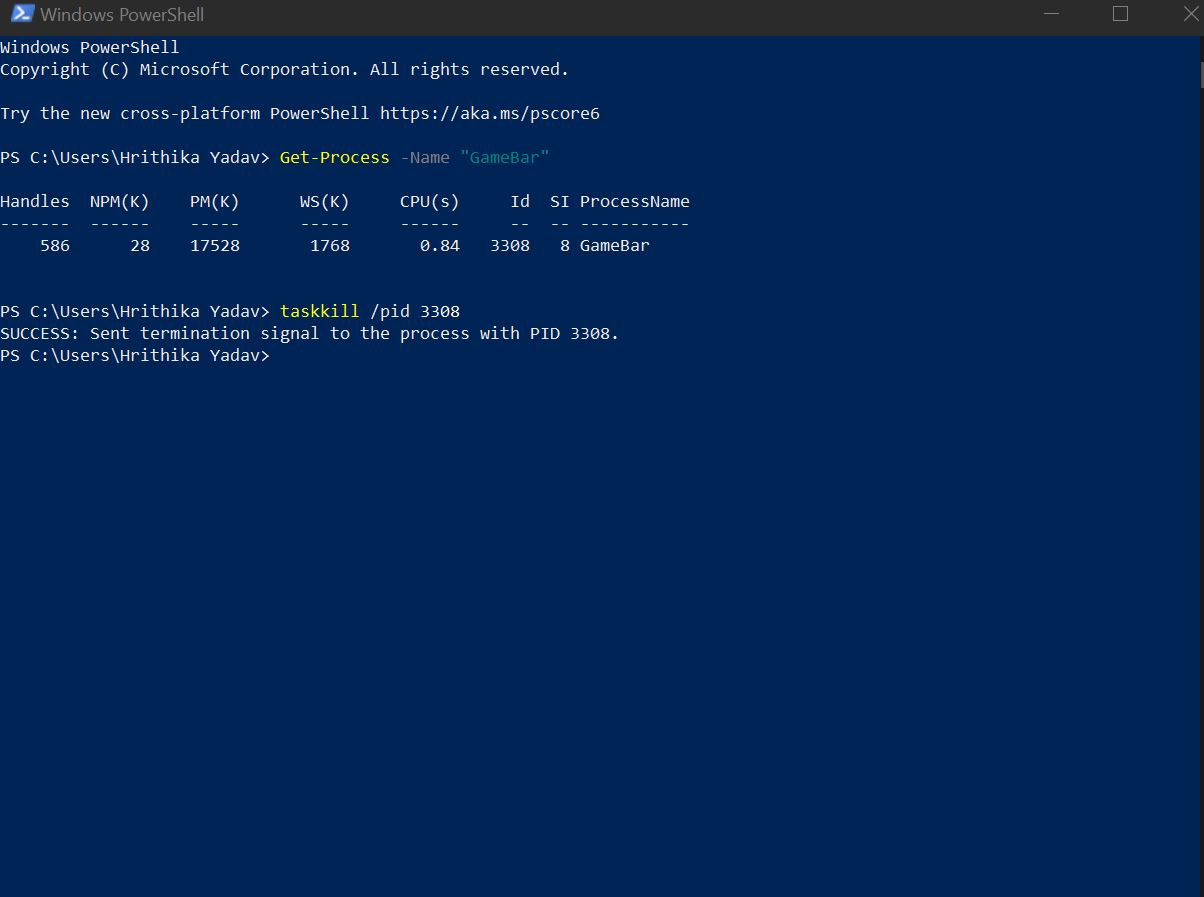 Windows PowerShell
Windows PowerShell
Copyright (C) Microsoft Corporation. All rights reserved.
Try the new cross-platform PowerShell https://aka.ms/pscore6
PS C:\Users\Hrithika Yadav> Get-Process -Name "GameBar"
Handles  NPM(K)    PM(K)      WS(K)     CPU(s)     Id  SI ProcessName
-------  ------    -----      -----     ------     --  -- -----------
    586      28    17528       1768       0.84   3308   8 GameBar
PS C:\Users\Hrithika Yadav> taskkill /pid 3308
SUCCESS: Sent termination signal to the process with PID 3308.
PS C:\Users\Hrithika Yadav>